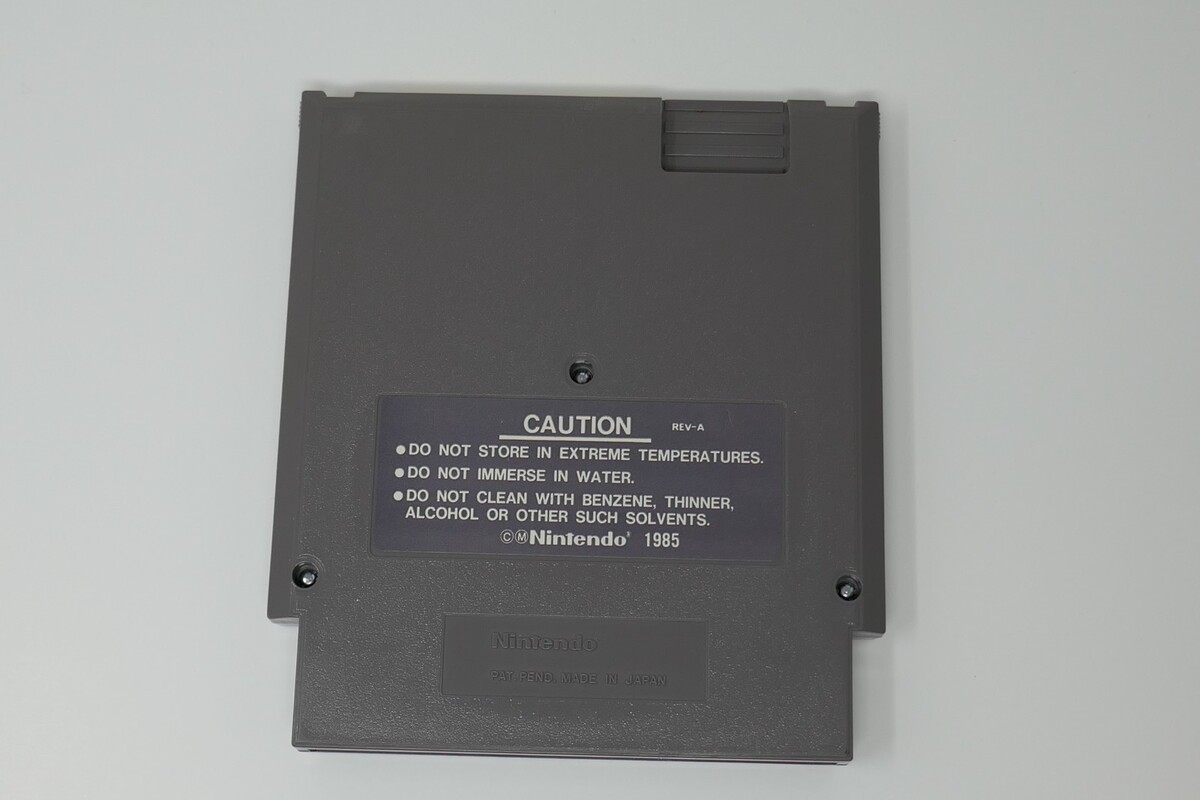 CAUTION REV-A
●DO NOT STORE IN EXTREME TEMPERATURES.
●DO NOT IMMERSE IN WATER.
●DO NOT CLEAN WITH BENZENE, THINNER,
ALCOHOL OR OTHER SUCH SOLVENTS.
©Ⓜ Nintendo® 1985
Nintendo
PAT. PEND. MADE IN JAPAN